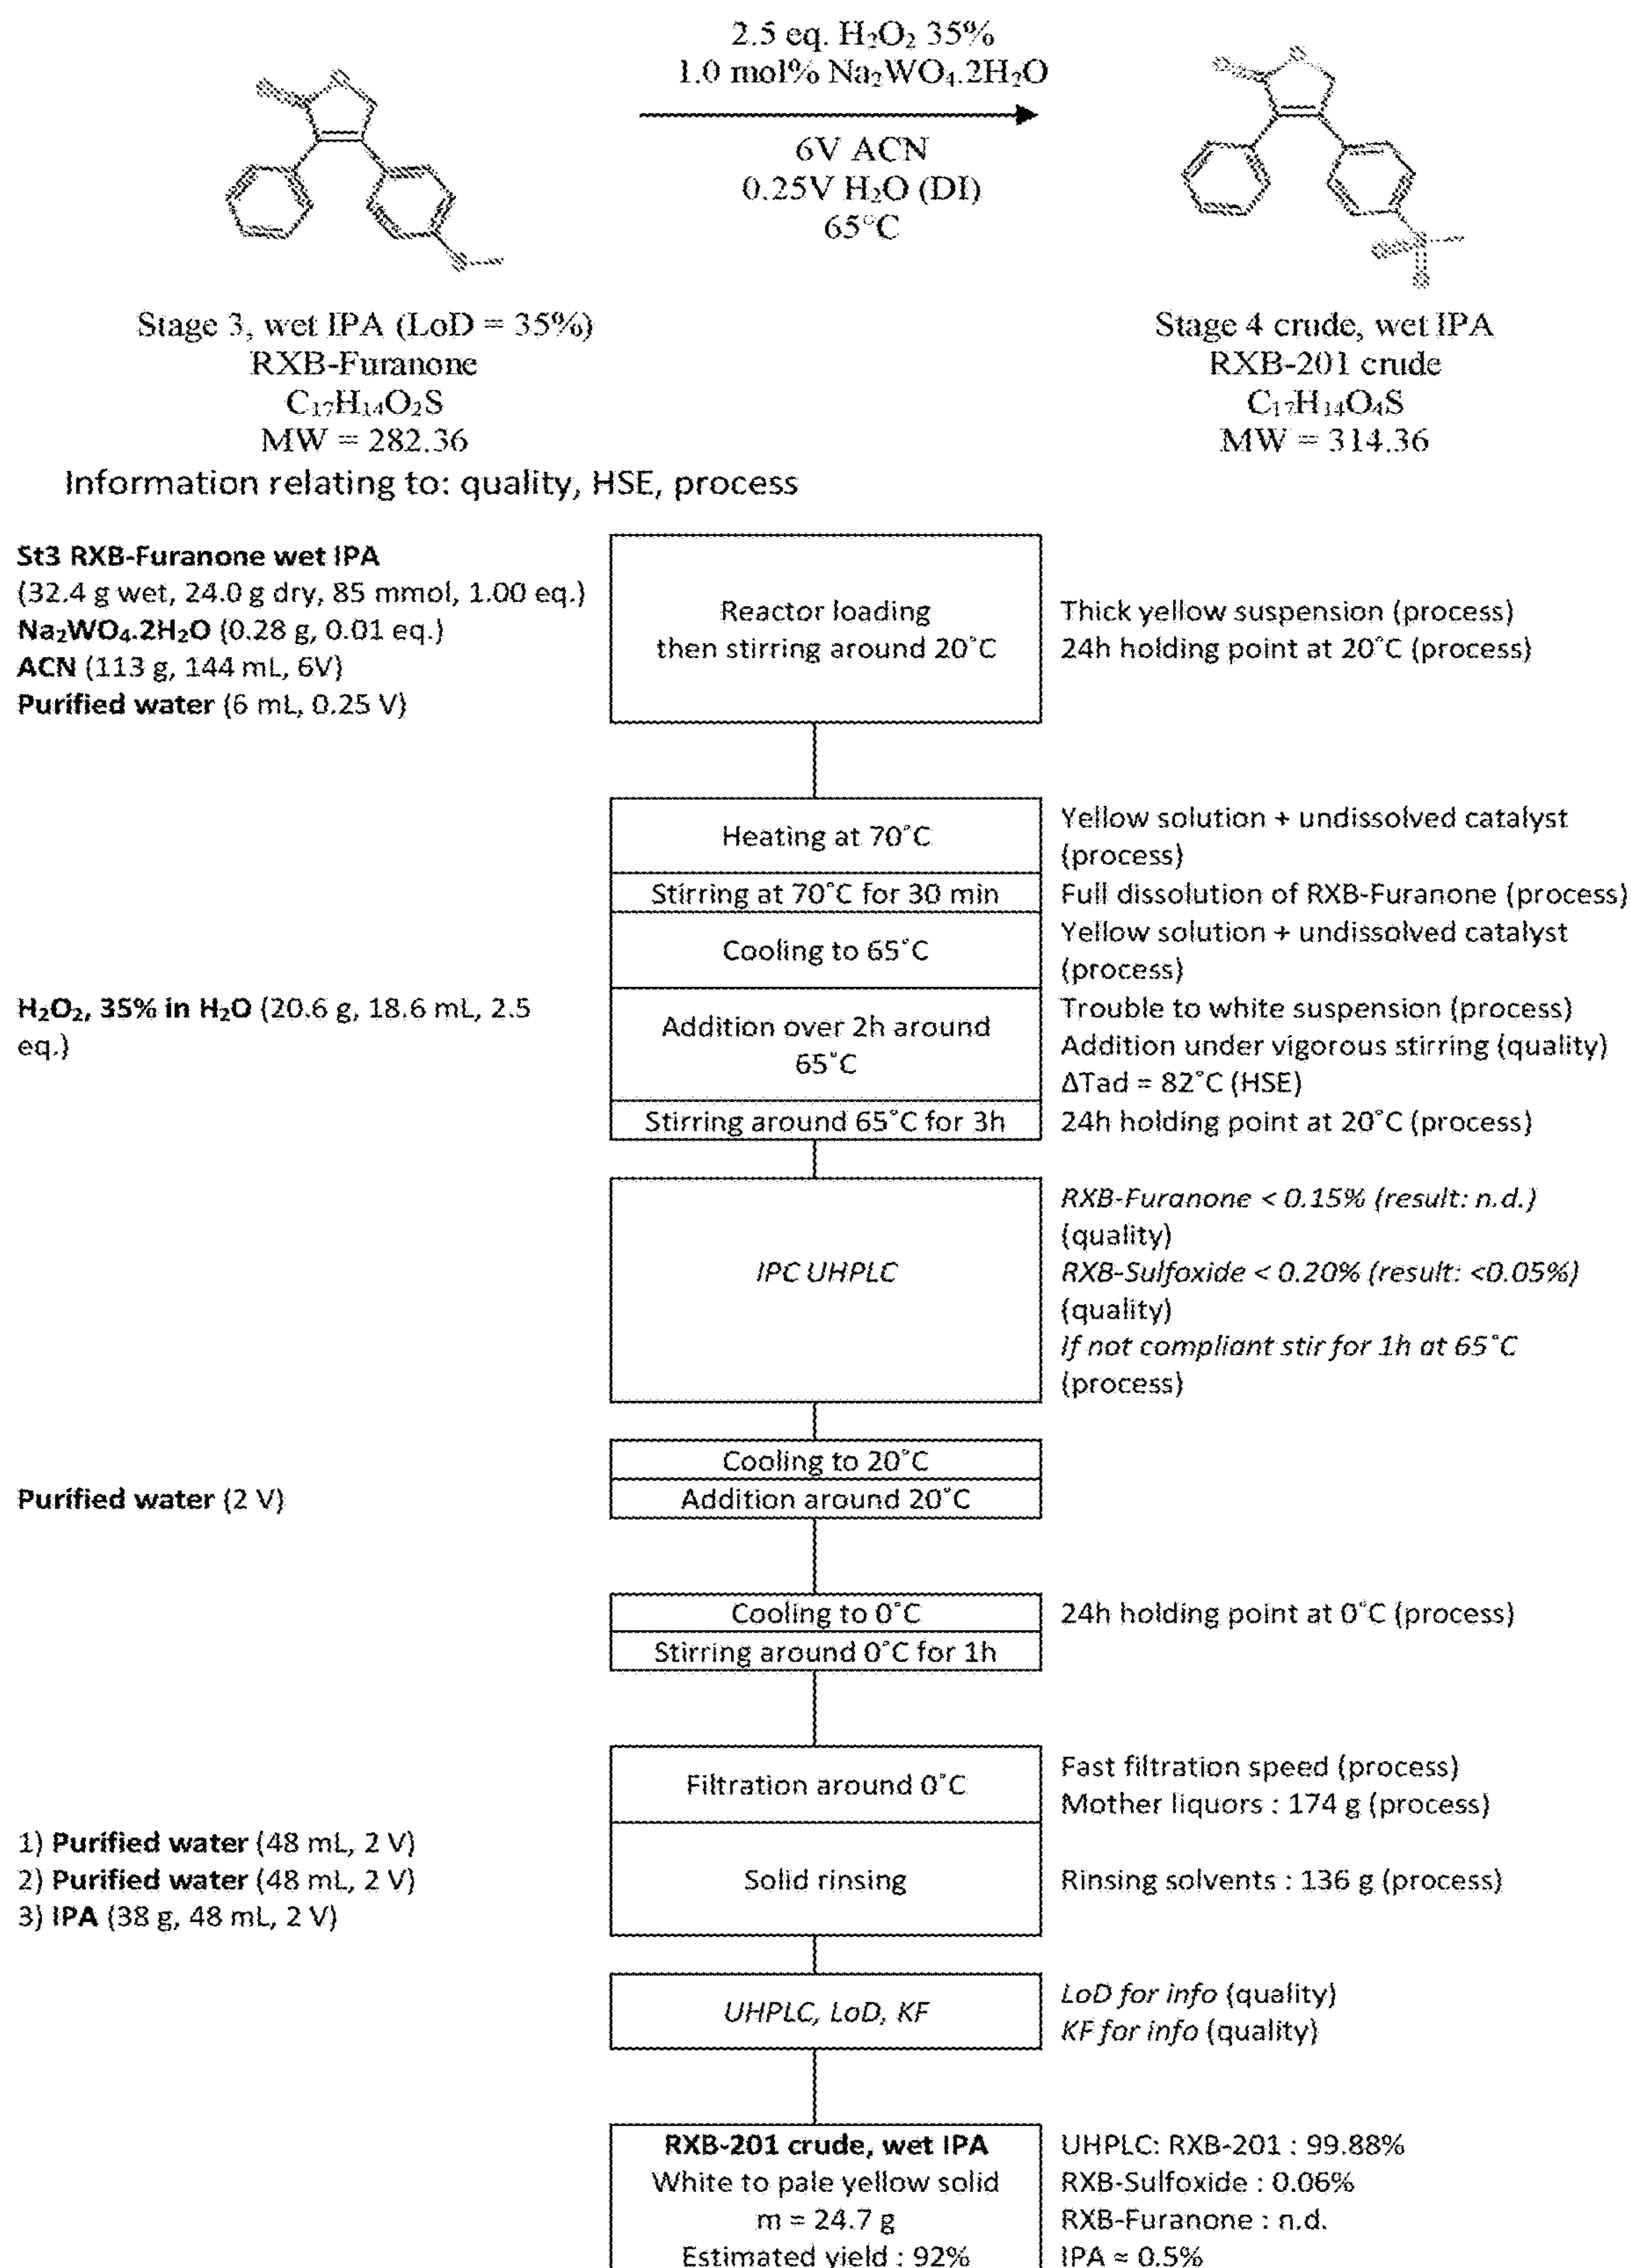 2.5 eq. H₂O₂ 35%
1.0 mol% Na₂WO₄.2H₂O
6V ACN
0.25V H₂O (DI)
65°C
Stage 3, wet IPA (LoD = 35%)
RXB-Furanone
C₁₇H₁₄O₂S
MW = 282.36
Stage 4 crude, wet IPA
RXB-201 crude
C₁₇H₁₄O₄S
MW = 314.36
Information relating to: quality, HSE, process
St3 RXB-Furanone wet IPA
(32.4 g wet, 24.0 g dry, 85 mmol, 1.00 eq.)
Na₂WO₄.2H₂O (0.28 g, 0.01 eq.)
ACN (113 g, 144 mL, 6V)
Purified water (6 mL, 0.25 V)
Reactor loading
then stirring around 20°C
Thick yellow suspension (process)
24h holding point at 20°C (process)
Heating at 70°C
Yellow solution + undissolved catalyst
(process)
Stirring at 70°C for 30 min
Full dissolution of RXB-Furanone (process)
Cooling to 65°C
Yellow solution + undissolved catalyst
(process)
H₂O₂, 35% in H₂O (20.6 g, 18.6 mL, 2.5
eq.)
Addition over 2h around
65°C
Trouble to white suspension (process)
Addition under vigorous stirring (quality)
ΔTad = 82°C (HSE)
Stirring around 65°C for 3h
24h holding point at 20°C (process)
IPC UHPLC
RXB-Furanone < 0.15% (result: n.d.)
(quality)
RXB-Sulfoxide < 0.20% (result: <0.05%)
(quality)
If not compliant stir for 1h at 65°C
(process)
Cooling to 20°C
Purified water (2 V)
Addition around 20°C
Cooling to 0°C
24h holding point at 0°C (process)
Stirring around 0°C for 1h
Filtration around 0°C
Fast filtration speed (process)
Mother liquors : 174 g (process)
1) Purified water (48 mL, 2 V)
2) Purified water (48 mL, 2 V)
3) IPA (38 g, 48 mL, 2 V)
Solid rinsing
Rinsing solvents : 136 g (process)
UHPLC, LoD, KF
LoD for info (quality)
KF for info (quality)
RXB-201 crude, wet IPA
White to pale yellow solid
m = 24.7 g
Estimated yield : 92%
UHPLC: RXB-201 : 99.88%
RXB-Sulfoxide : 0.06%
RXB-Furanone : n.d.
IPA ≈ 0.5%